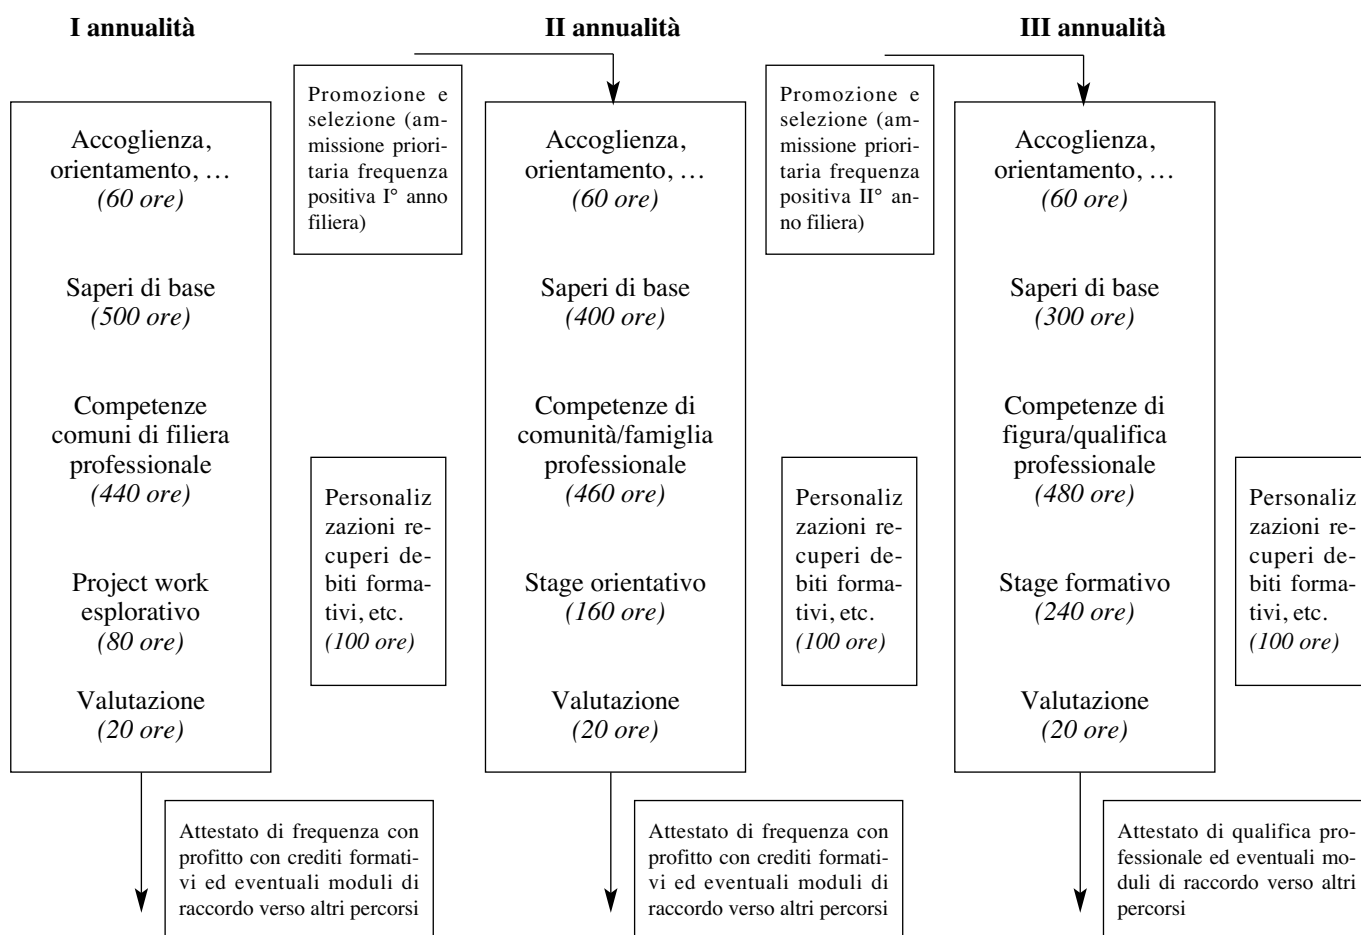 I annualità
II annualità
III annualità
Accoglienza,
orientamento, …
(60 ore)
Saperi di base
(500 ore)
Competenze
comuni di filiera
professionale
(440 ore)
Project work
esplorativo
(80 ore)
Valutazione
(20 ore)
Promozione e
selezione (am-
missione priori-
taria frequenza
positiva I° anno
filiera)
Personaliz
zazioni re-
cuperi de-
biti forma-
tivi, etc.
(100 ore)
Attestato di frequenza con
profitto con crediti formati-
vi ed eventuali moduli di
raccordo verso altri percorsi
Accoglienza,
orientamento, …
(60 ore)
Saperi di base
(400 ore)
Competenze di
comunità/famiglia
professionale
(460 ore)
Stage orientativo
(160 ore)
Valutazione
(20 ore)
Promozione e
selezione (am-
missione priori-
taria frequenza
positiva II° an-
no filiera)
Personaliz
zazioni re-
cuperi de-
biti forma-
tivi, etc.
(100 ore)
Attestato di frequenza con
profitto con crediti formati-
vi ed eventuali moduli di
raccordo verso altri percorsi
Accoglienza,
orientamento, …
(60 ore)
Saperi di base
(300 ore)
Competenze di
figura/qualifica
professionale
(480 ore)
Stage formativo
(240 ore)
Valutazione
(20 ore)
Personaliz
zazioni re-
cuperi de-
biti forma-
tivi, etc.
(100 ore)
Attestato di qualifica pro-
fessionale ed eventuali mo-
duli di raccordo verso altri
percorsi